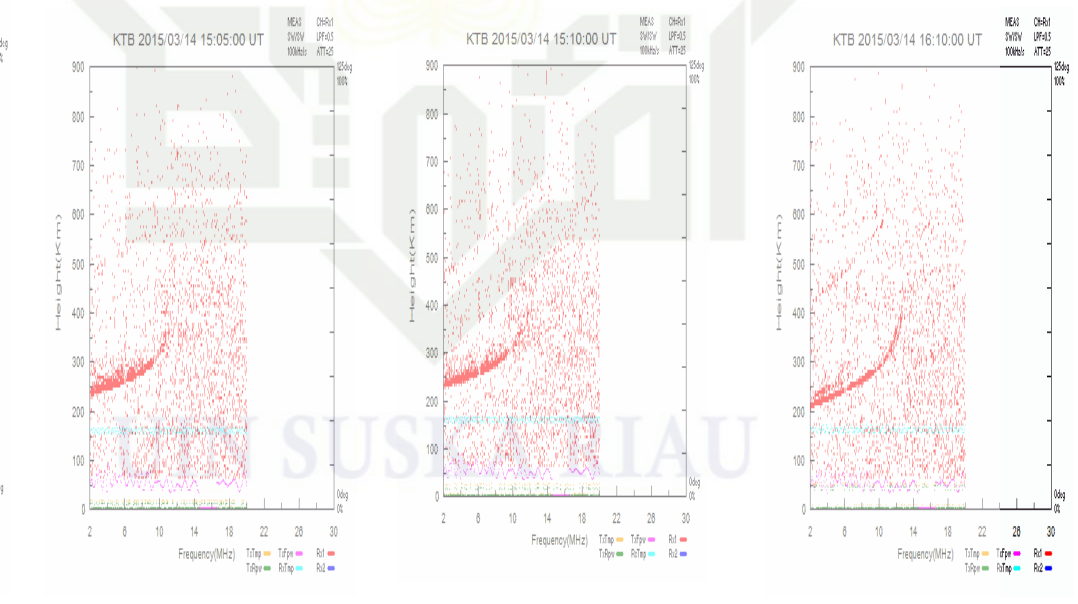 MEAS CH=Rx1
SW/SW LPF=0.5
100kHz/s ATT=25
KTB 2015/03/14 15:05:00 UT
125deg
100%
900
800
700
600
500
400
300
200
100
0
Height(Km)
0deg
0%
2 6 10 14 18 22 26 30
Frequency(MHz)
TxTmp TxFpw Rx1
TxRpw RxTmp Rx2
MEAS CH=Rx1
SW/SW LPF=0.5
100kHz/s ATT=25
KTB 2015/03/14 15:10:00 UT
125deg
100%
900
800
700
600
500
400
300
200
100
0
Height(Km)
0deg
0%
2 6 10 14 18 22 26 30
Frequency(MHz)
TxTmp TxFpw Rx1
TxRpw RxTmp Rx2
MEAS CH=Rx1
SW/SW LPF=0.5
100kHz/s ATT=25
KTB 2015/03/14 16:10:00 UT
125deg
100%
900
800
700
600
500
400
300
200
100
0
Height(Km)
0deg
0%
2 6 10 14 18 22 26 30
Frequency(MHz)
TxTmp TxFpw Rx1
TxRpw RxTmp Rx2
UIN SUSKA RIAU